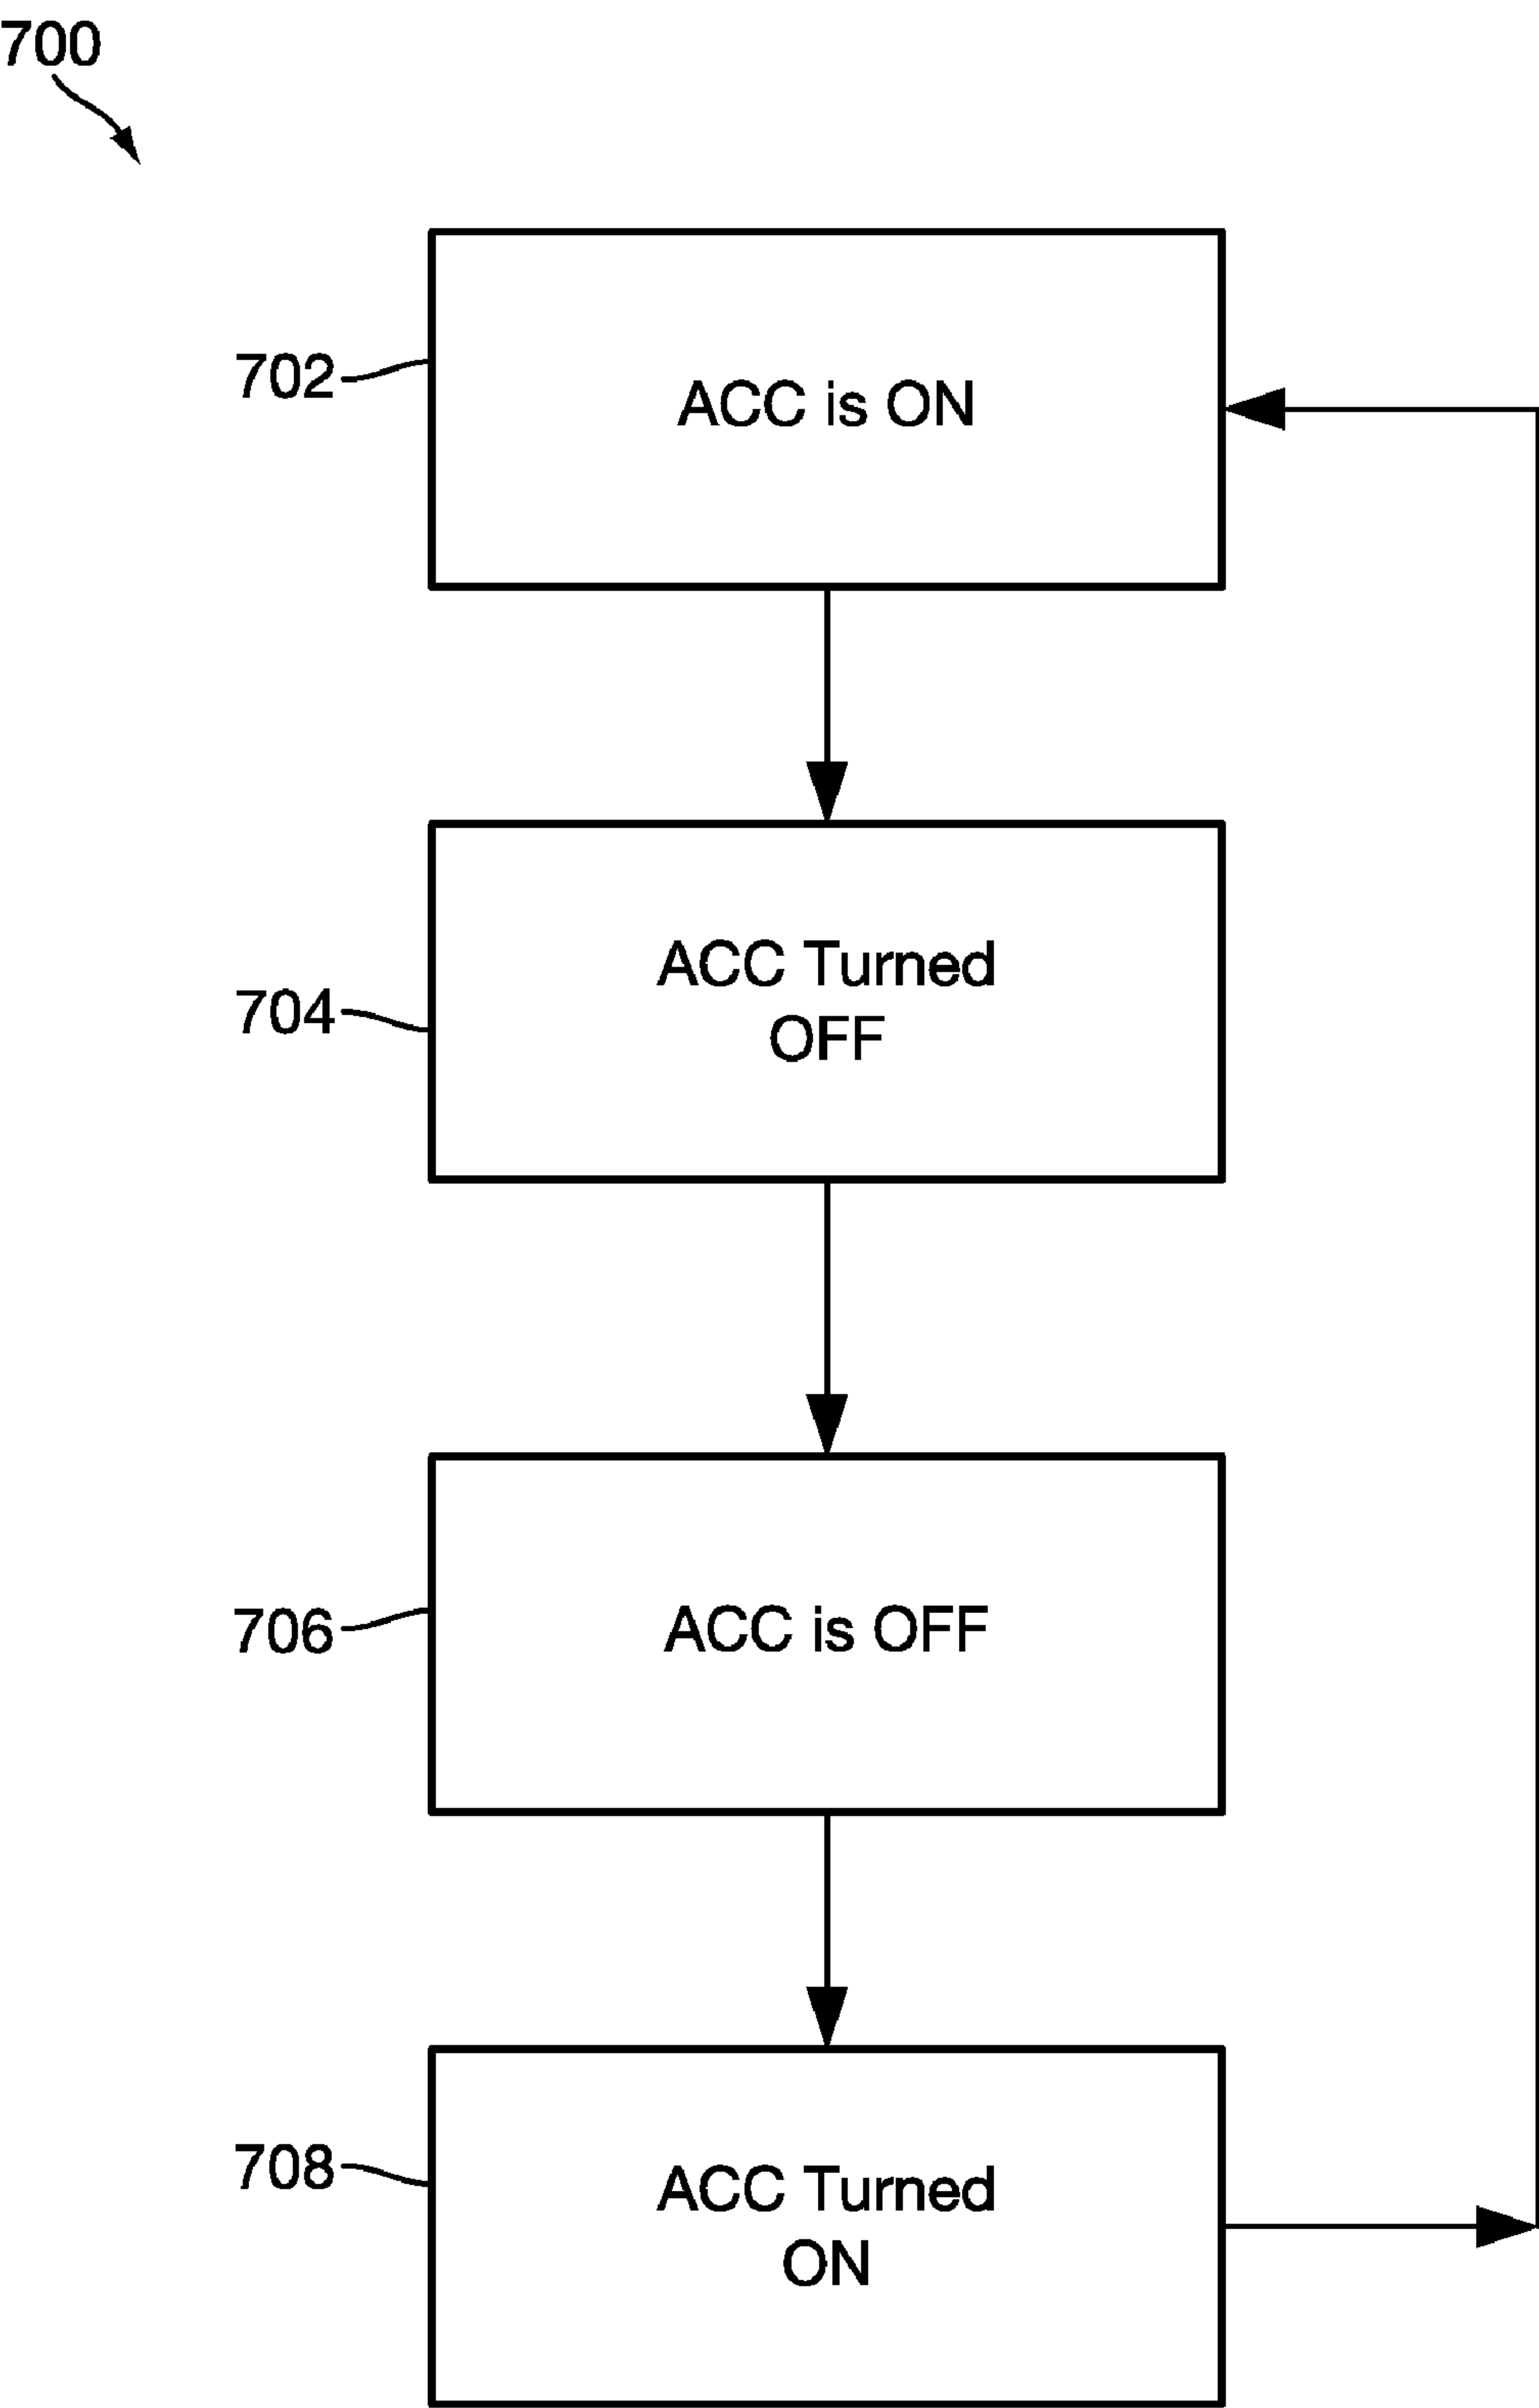 700
702
ACC is ON
704
ACC Turned
OFF
706
ACC is OFF
708
ACC Turned
ON